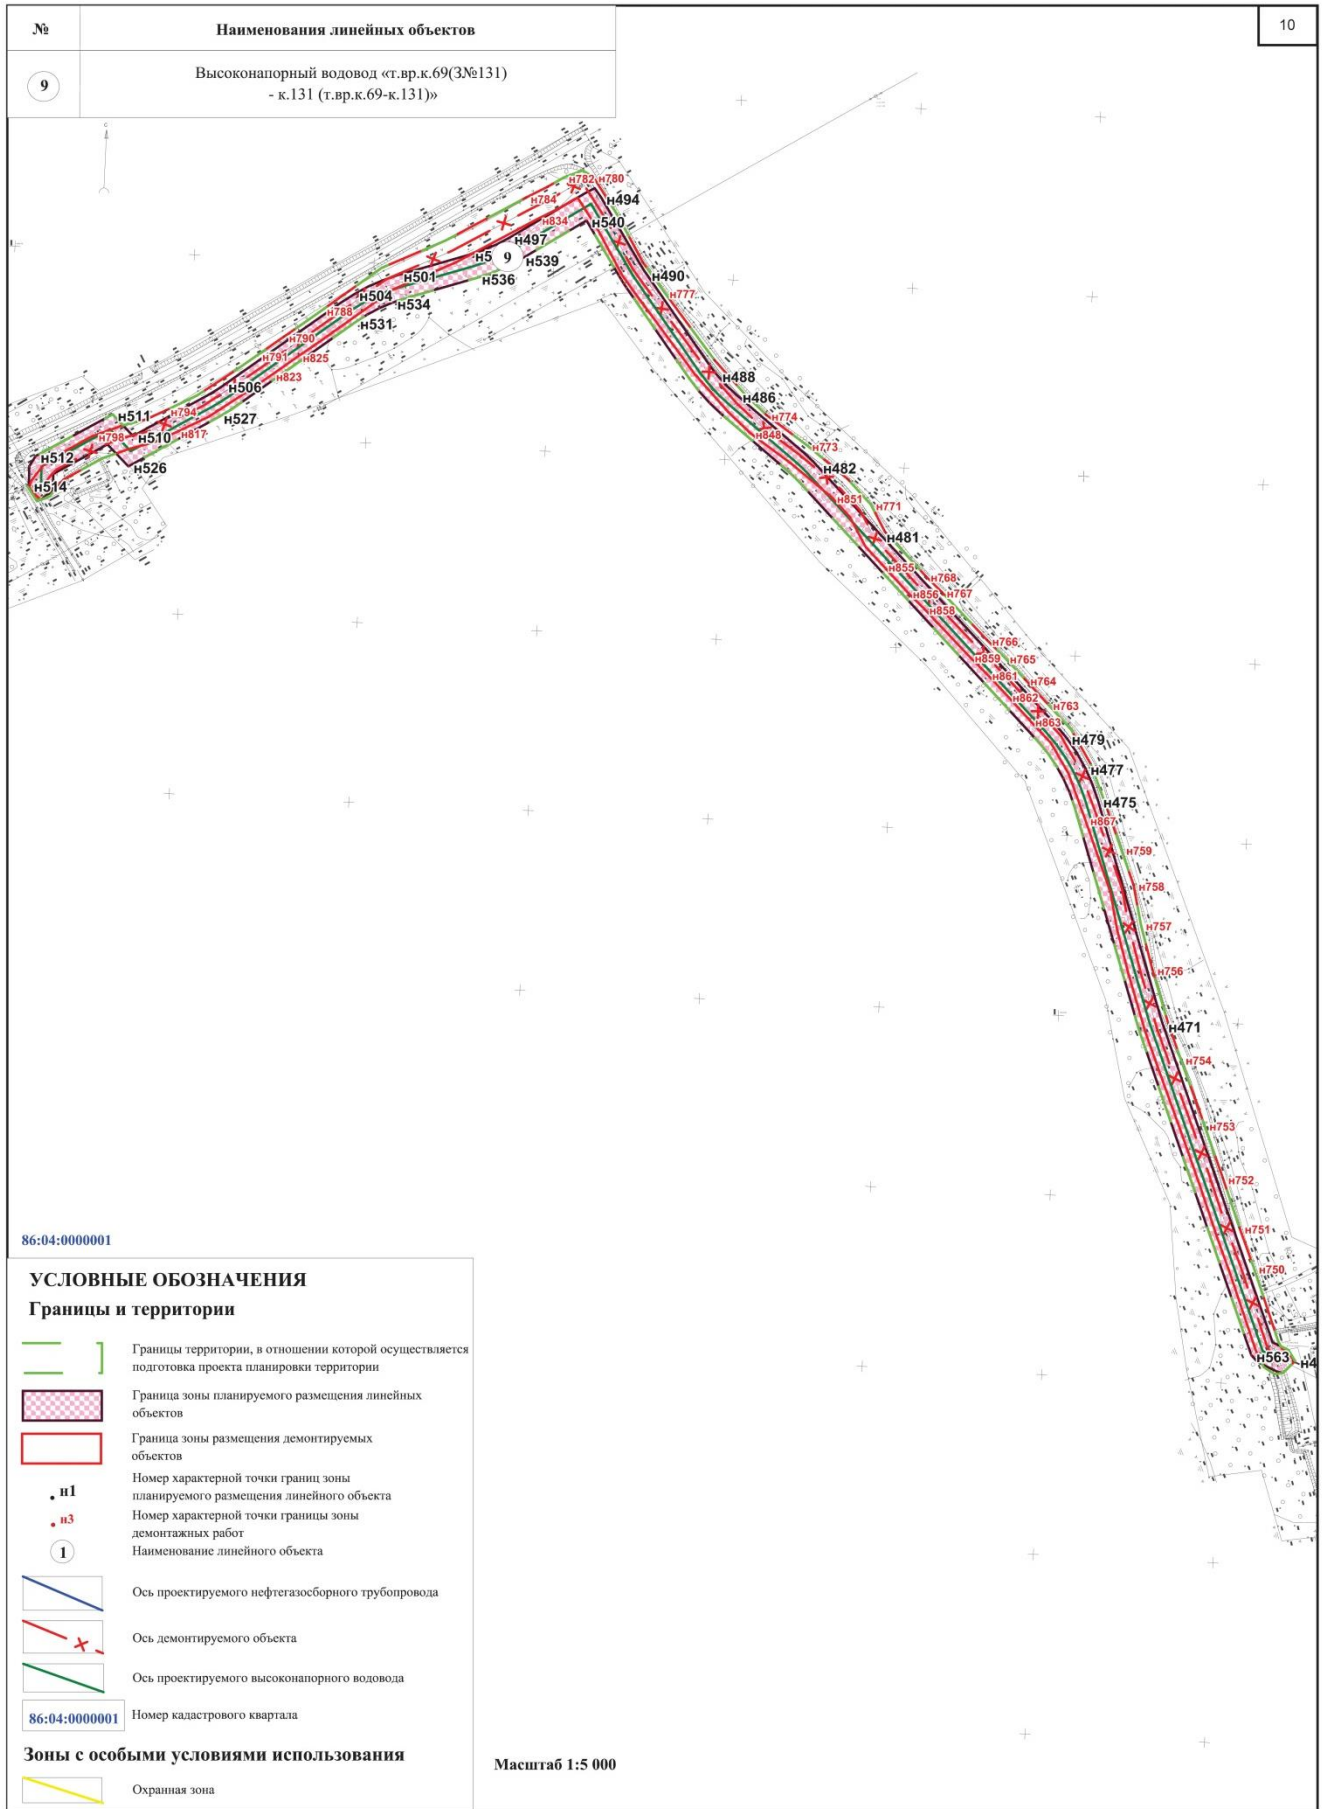 №
Наименования линейных объектов
10
9
Высоконапорный водовод «т.вр.к.69(3№131)
- к.131 (т.вр.к.69-к.131)»
с
н782
н780
н784
н494
н834
н540
н497
н5
9
н539
н501
н536
н490
н504
н534
н777
н788
н531
н790
н791
н825
н823
н488
н506
н486
н511
н794
н527
н774
н798
н510
н817
н848
н773
н512
н526
н482
н514
н851
н771
н481
н855
н768
н856
н767
н858
н766
н859
н765
н861
н764
н862
н763
н863
н479
н477
н475
н867
н759
н758
н757
н756
н471
н754
н753
н752
н751
н750
н563
н4
86:04:0000001
УСЛОВНЫЕ ОБОЗНАЧЕНИЯ
Границы и территории
Границы территории, в отношении которой осуществляется
подготовка проекта планировки территории
Граница зоны планируемого размещения линейных
объектов
Граница зоны размещения демонтируемых
объектов
н1
Номер характерной точки границ зоны
планируемого размещения линейного объекта
н3
Номер характерной точки границы зоны
демонтажных работ
1
Наименование линейного объекта
Ось проектируемого нефтегазосборного трубопровода
Ось демонтируемого объекта
Ось проектируемого высоконапорного водовода
86:04:0000001
Номер кадастрового квартала
Зоны с особыми условиями использования
Охранная зона
Масштаб 1:5 000